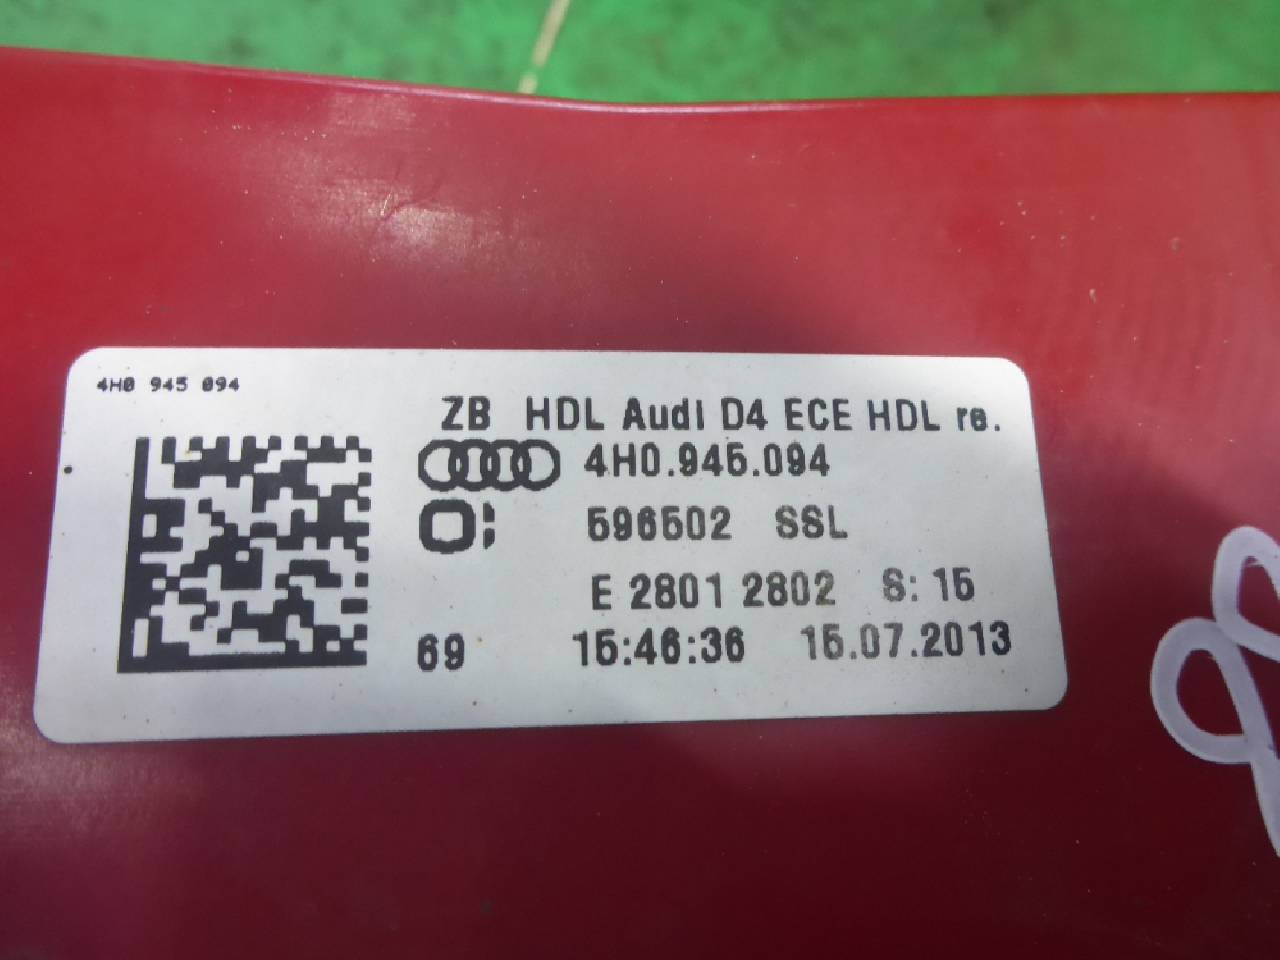 4H0 945 094
ZB HDL Audi D4 ECE HDL re.
4H0.945.094
596502 SSL
E 2801 2802 S: 15
69 15:46:36 15.07.2013